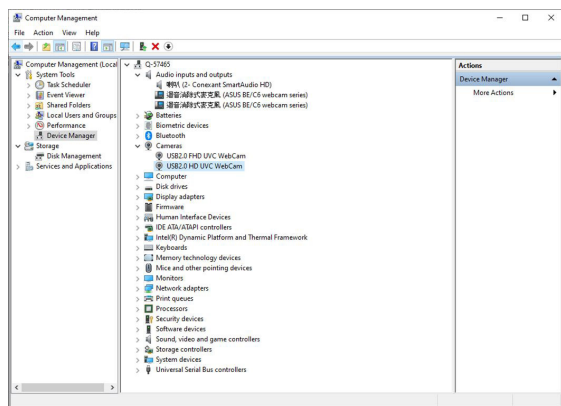 Computer Management
File Action View Help
Computer Management (Local
System Tools
Task Scheduler
Event Viewer
Shared Folders
Local Users and Groups
Performance
Device Manager
Storage
Disk Management
Services and Applications
Q-57465
Audio inputs and outputs
喇叭 (2- Conexant SmartAudio HD)
(ASUS BE/C6 webcam series)
(ASUS BE/C6 webcam series)
Batteries
Biometric devices
Bluetooth
Cameras
USB2.0 FHD UVC WebCam
USB2.0 HD UVC WebCam
Computer
Disk drives
Display adapters
Firmware
Human Interface Devices
IDE ATA/ATAPI controllers
Intel(R) Dynamic Platform and Thermal Framework
Keyboards
Memory technology devices
Mice and other pointing devices
Monitors
Network adapters
Print queues
Processors
Security devices
Software devices
Sound, video and game controllers
Storage controllers
System devices
Universal Serial Bus controllers
Actions
Device Manager
More Actions